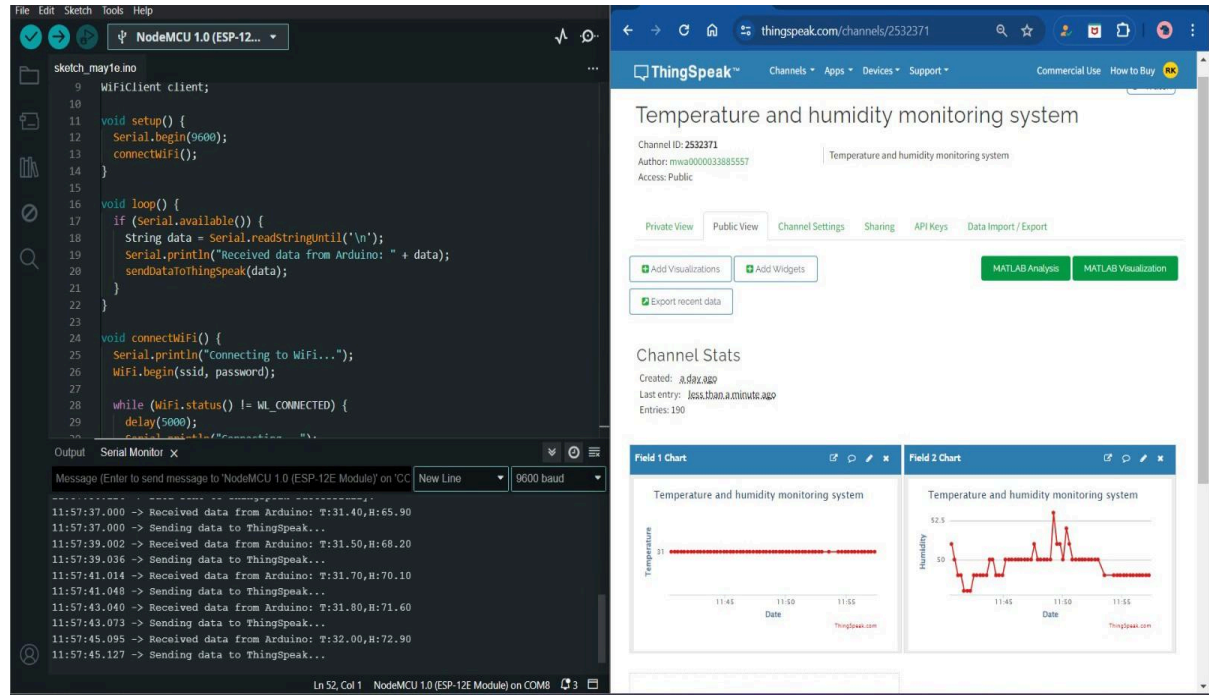 File Edit Sketch Tools Help
NodeMCU 1.0 (ESP-12...
sketch_may1e.ino
...
9 WiFiClient client;
10
11 void setup() {
12 Serial.begin(9600);
13 connectWiFi();
14 }
15
16 void loop() {
17 if (Serial.available()) {
18 String data = Serial.readStringUntil('\n');
19 Serial.println("Received data from Arduino: " + data);
20 sendDataToThingSpeak(data);
21 }
22 }
23
24 void connectWiFi() {
25 Serial.println("Connecting to WiFi...");
26 WiFi.begin(ssid, password);
27
28 while (WiFi.status() != WL_CONNECTED) {
29 delay(5000);
Output Serial Monitor x
Message (Enter to send message to 'NodeMCU 1.0 (ESP-12E Module)' on 'CC New Line 9600 baud
11:57:37.000 -> Received data from Arduino: T:31.40,H:65.90
11:57:37.000 -> Sending data to ThingSpeak...
11:57:39.002 -> Received data from Arduino: T:31.50,H:68.20
11:57:39.036 -> Sending data to ThingSpeak...
11:57:41.014 -> Received data from Arduino: T:31.70,H:70.10
11:57:41.048 -> Sending data to ThingSpeak...
11:57:43.040 -> Received data from Arduino: T:31.80,H:71.60
11:57:43.073 -> Sending data to ThingSpeak...
11:57:45.095 -> Received data from Arduino: T:32.00,H:72.90
11:57:45.127 -> Sending data to ThingSpeak...
Ln 52, Col 1 NodeMCU 1.0 (ESP-12E Module) on COM8 3
thingspeak.com/channels/2532371
ThingSpeak™ Channels Apps Devices Support Commercial Use How to Buy RK
Temperature and humidity monitoring system
Channel ID: 2532371
Author: mwa0000033885557
Access: Public
Temperature and humidity monitoring system
Private View Public View Channel Settings Sharing API Keys Data Import / Export
Add Visualizations Add Widgets MATLAB Analysis MATLAB Visualization
Export recent data
Channel Stats
Created: a day ago
Last entry: less than a minute ago
Entries: 190
Field 1 Chart
Temperature and humidity monitoring system
Temperature
31
11:45 11:50 11:55
Date
ThingSpeak.com
Field 2 Chart
Temperature and humidity monitoring system
Humidity
52.5
50
11:45 11:50 11:55
Date
ThingSpeak.com